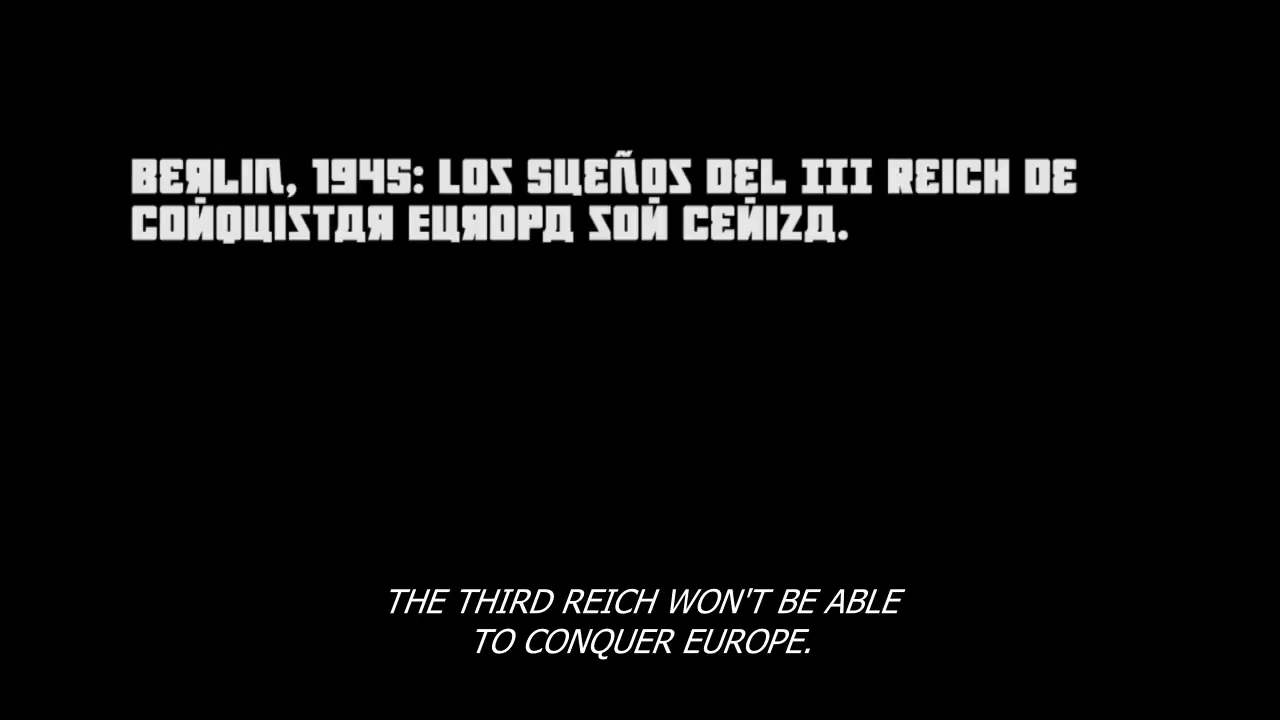 BERLIN, 1945: LOS SUEÑOS DEL III REICH DE
CONQUISTAR EUROPA SON CENIZA.
THE THIRD REICH WON'T BE ABLE
TO CONQUER EUROPE.